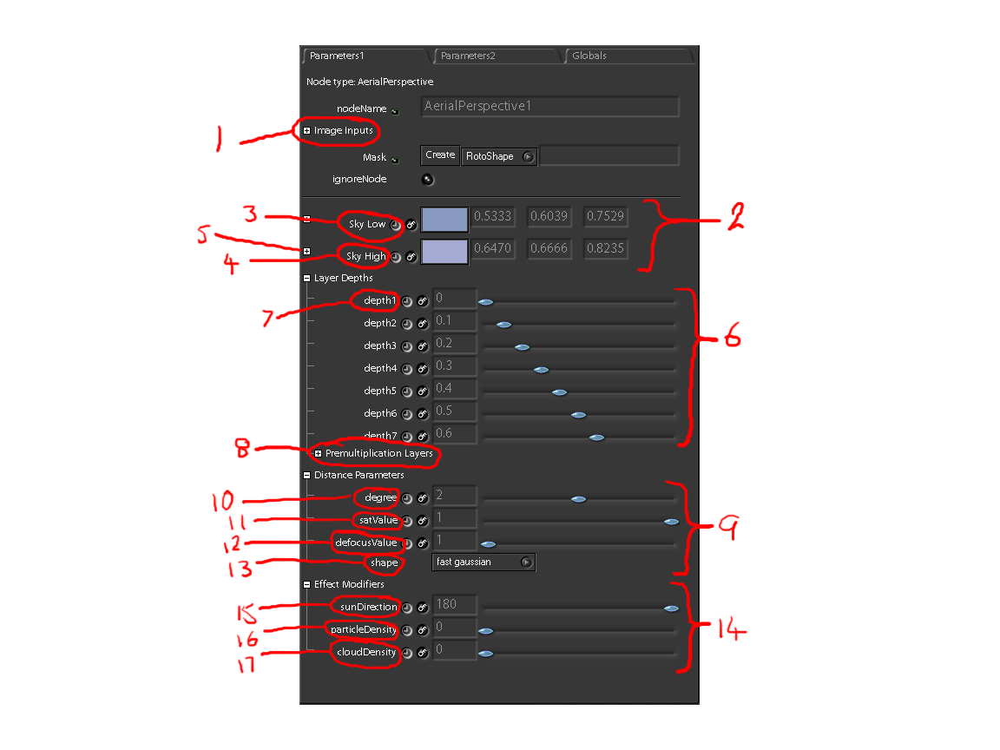 Parameters1 Parameters2 Globals
Node type: AerialPerspective
nodeName AerialPerspective1
1 Image Inputs
Mask Create RotoShape
ignoreNode
3 Sky Low 0.5333 0.6039 0.7529 2
5
4 Sky High 0.6470 0.6666 0.8235
Layer Depths
7 depth1 0
depth2 0.1
depth3 0.2 6
depth4 0.3
depth5 0.4
depth6 0.5
depth7 0.6
8 Premultiplication Layers
Distance Parameters
10 degree 2
11 satValue 1 9
12 defocusValue 1
13 shape fast gaussian
Effect Modifiers
15 sunDirection 180
16 particleDensity 0 14
17 cloudDensity 0